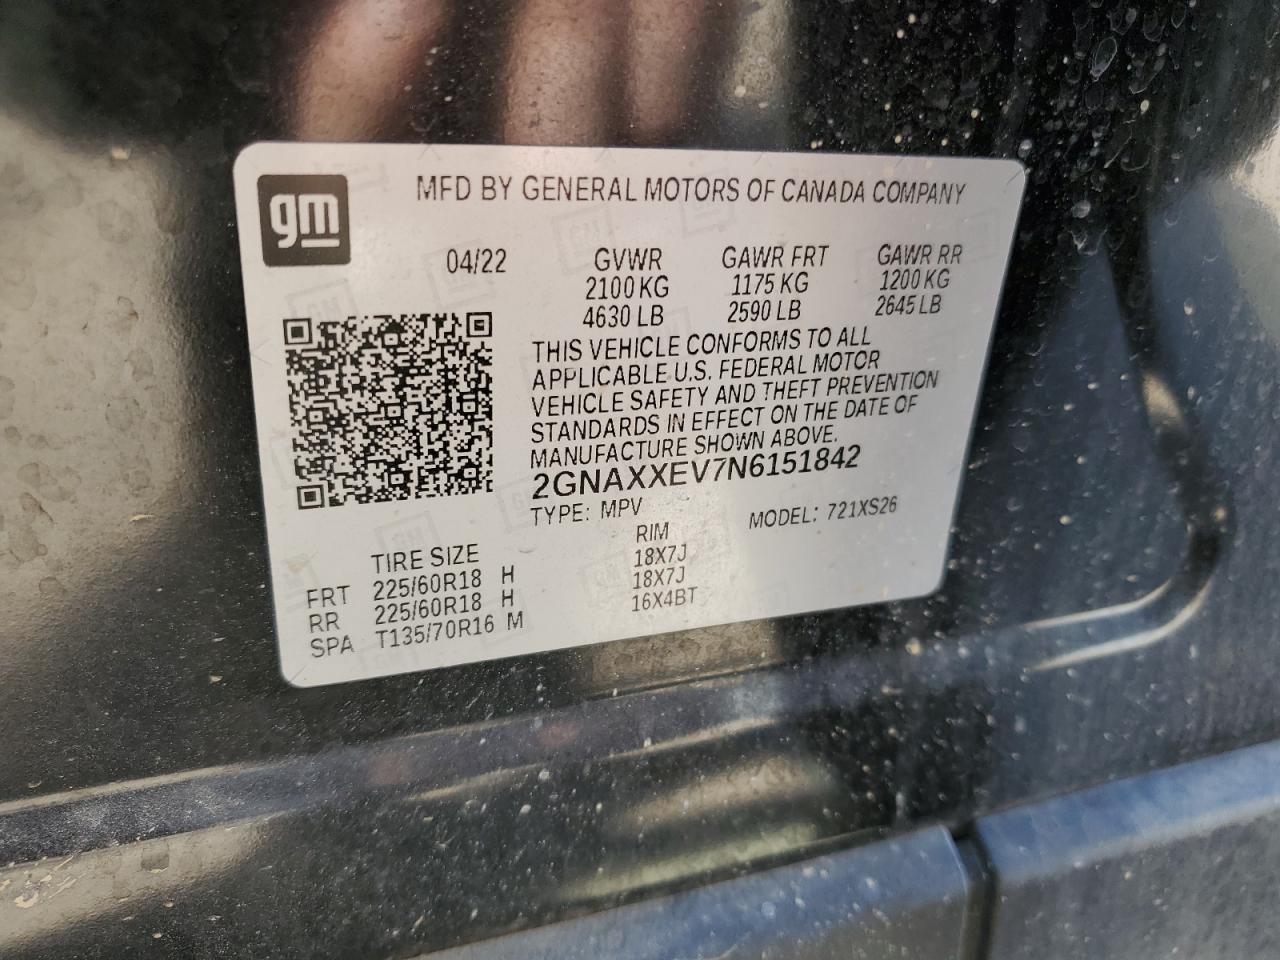 gm
MFD BY GENERAL MOTORS OF CANADA COMPANY
04/22 GVWR GAWR FRT GAWR RR
2100 KG 1175 KG 1200 KG
4630 LB 2590 LB 2645 LB
THIS VEHICLE CONFORMS TO ALL
APPLICABLE U.S. FEDERAL MOTOR
VEHICLE SAFETY AND THEFT PREVENTION
STANDARDS IN EFFECT ON THE DATE OF
MANUFACTURE SHOWN ABOVE.
2GNAXXEV7N6151842
TYPE: MPV MODEL: 721XS26
TIRE SIZE RIM
FRT 225/60R18 H 18X7J
RR 225/60R18 H 18X7J
SPA T135/70R16 M 16X4BT